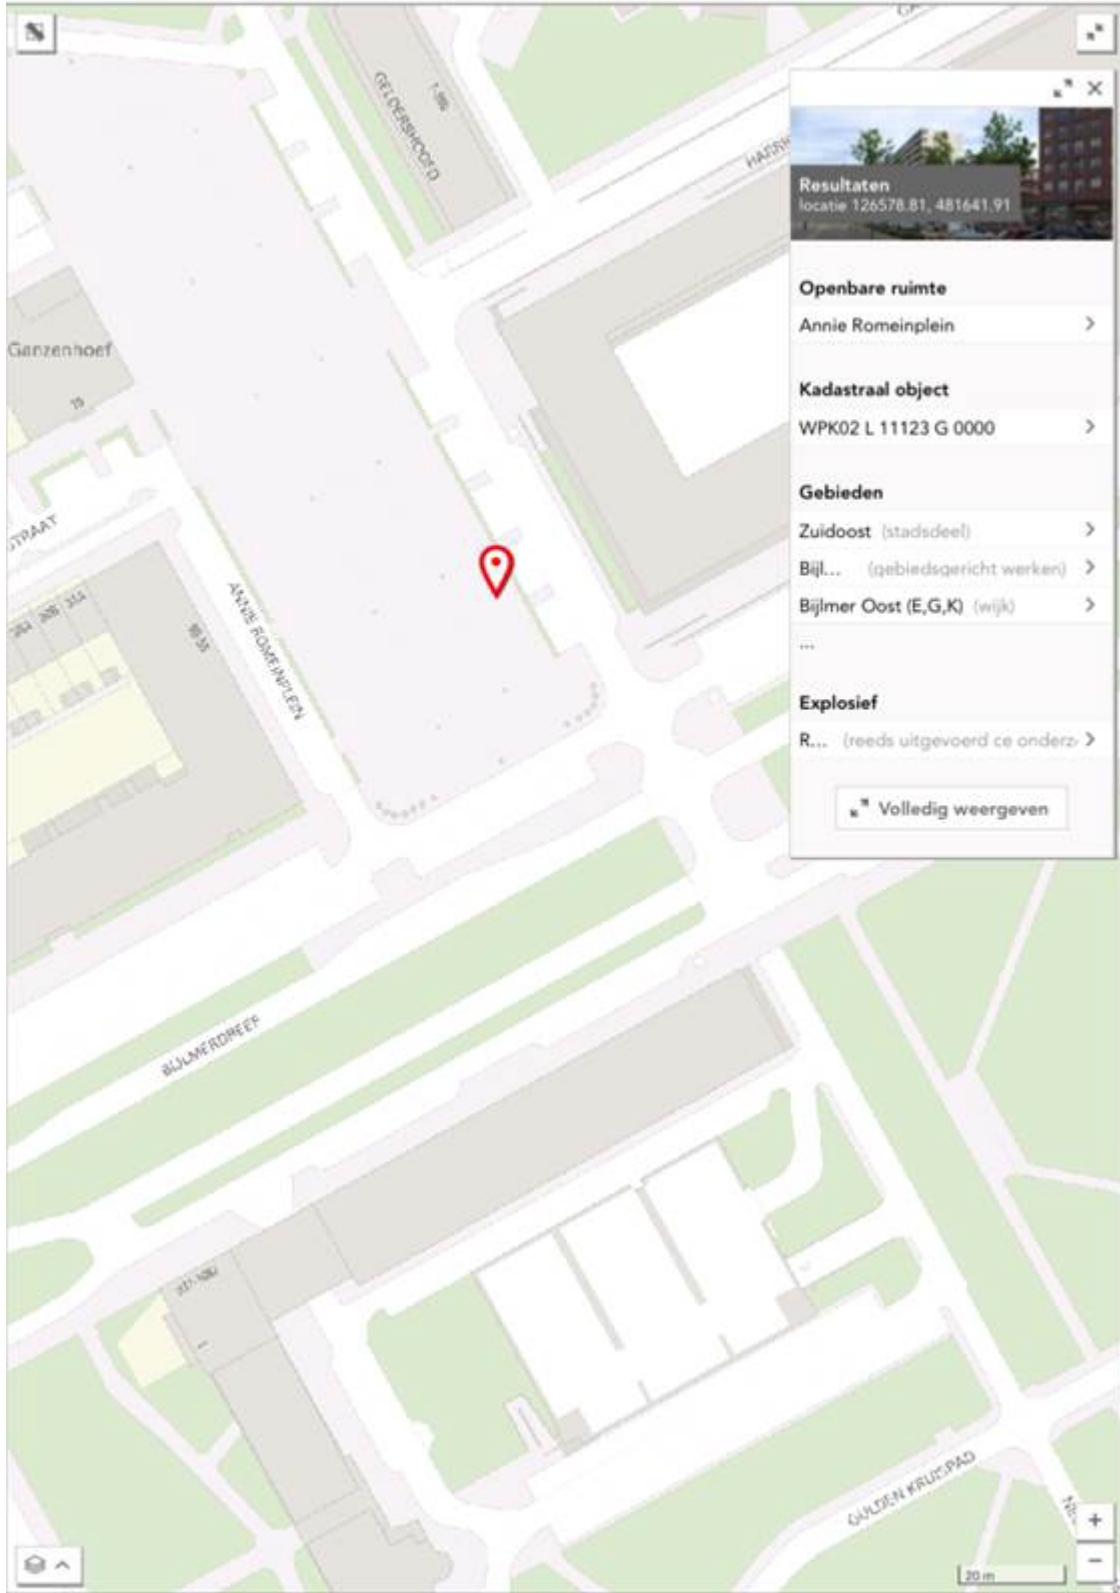 GELDERSHOOFD
Resultaten
locatie 126578.81, 481641.91
Openbare ruimte
Annie Romeinplein
Kadastraal object
WPK02 L 11123 G 0000
Gebieden
Zuidoost (stadsdeel)
Bijl... (gebiedsgericht werken)
Bijlmer Oost (E,G,K) (wijk)
...
Explosief
R... (reeds uitgevoerd ce onderz
Volledig weergeven
Ganzenhoef
STRAAT
ANNIE ROMEINPLEIN
BIJLMERDREEF
GULDEN KRUISPAD
+
−
20 m